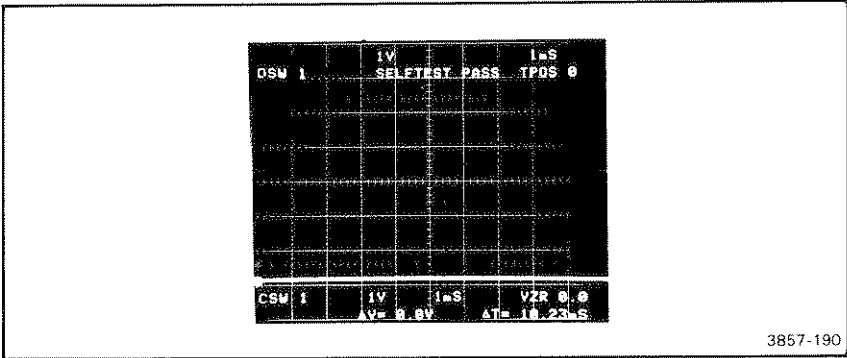 1V 1mS
DSW 1 SELFTEST PASS TPOS 0
CSW 1 1V 1mS VZR 0.0
ΔV= 0.0V ΔT= 10.23mS
3857-190